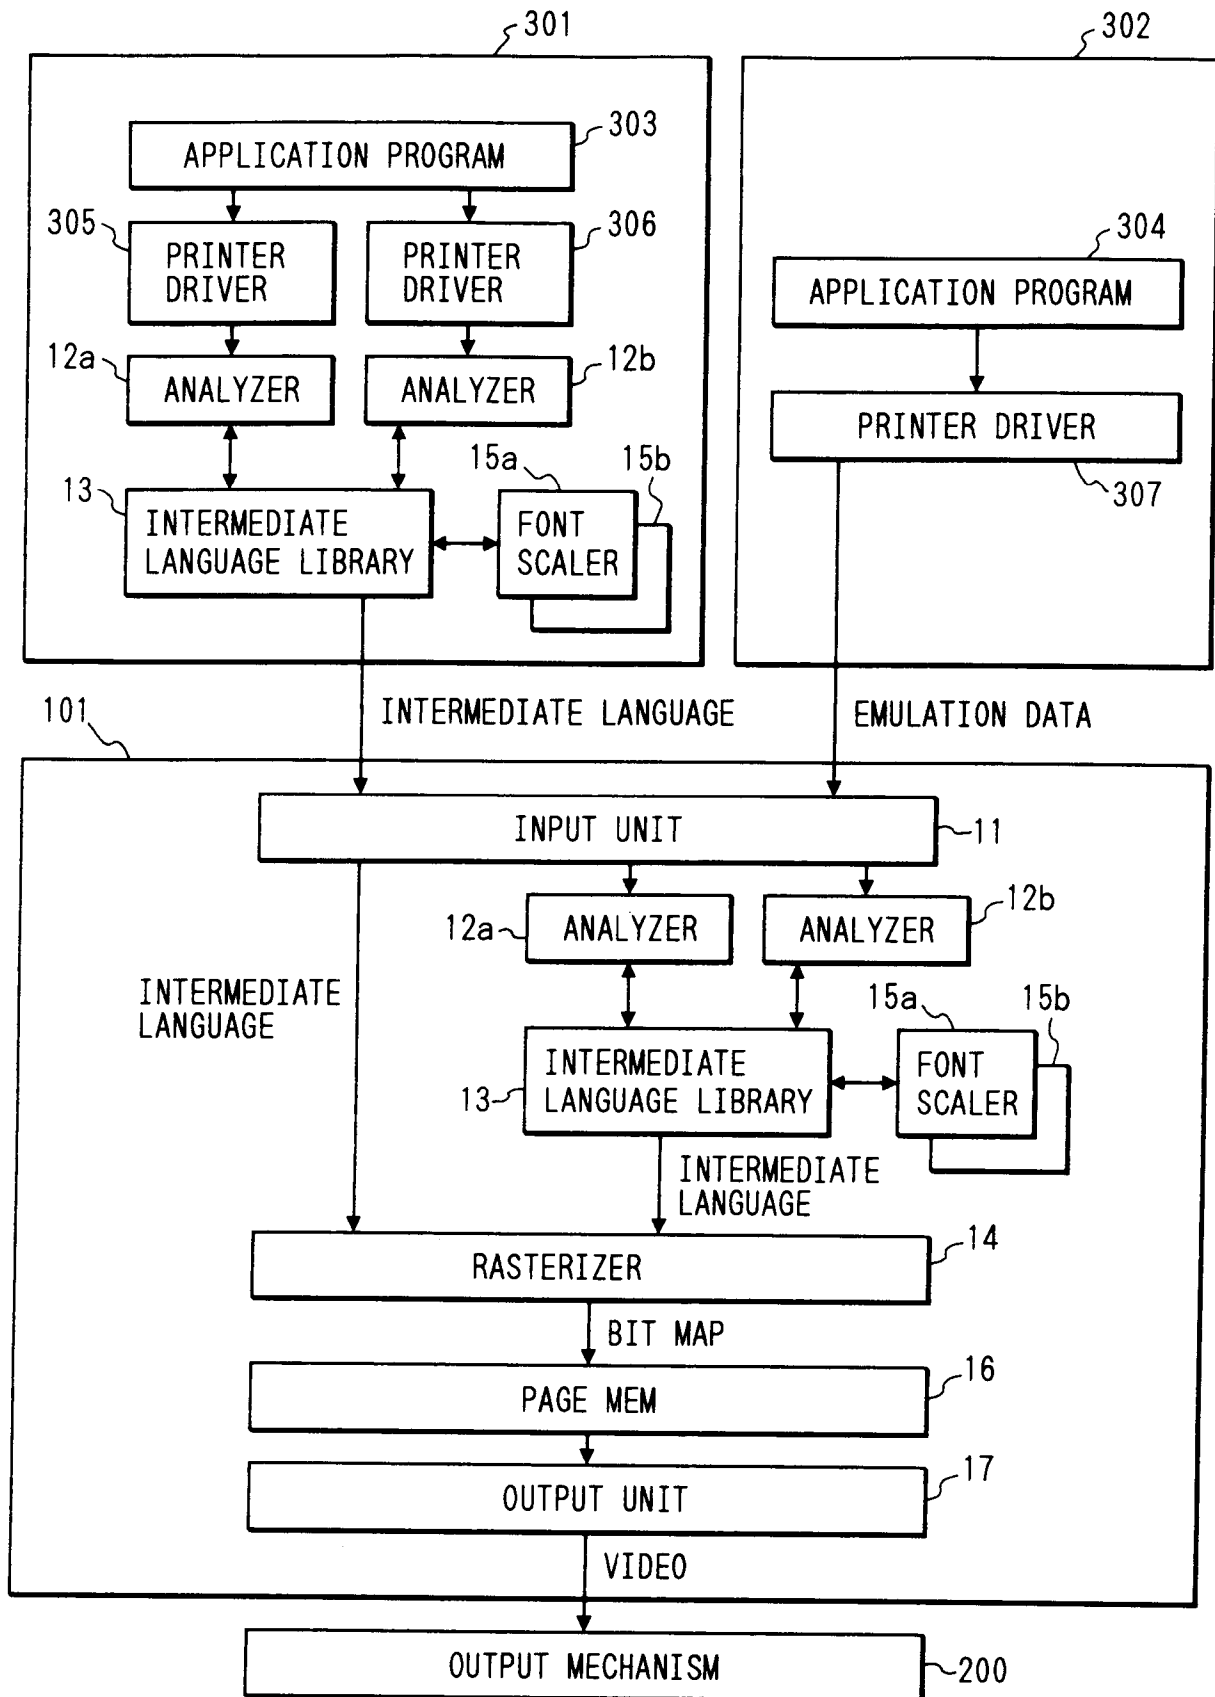 301
302
303
APPLICATION PROGRAM
305
306
PRINTER
DRIVER
PRINTER
DRIVER
304
APPLICATION PROGRAM
12a
12b
ANALYZER
ANALYZER
PRINTER DRIVER
307
15a
15b
13
INTERMEDIATE
LANGUAGE LIBRARY
FONT
SCALER
INTERMEDIATE LANGUAGE
EMULATION DATA
101
INPUT UNIT
11
12a
ANALYZER
ANALYZER
12b
INTERMEDIATE
LANGUAGE
15a
15b
13
INTERMEDIATE
LANGUAGE LIBRARY
FONT
SCALER
INTERMEDIATE
LANGUAGE
RASTERIZER
14
BIT MAP
PAGE MEM
16
OUTPUT UNIT
17
VIDEO
OUTPUT MECHANISM
200